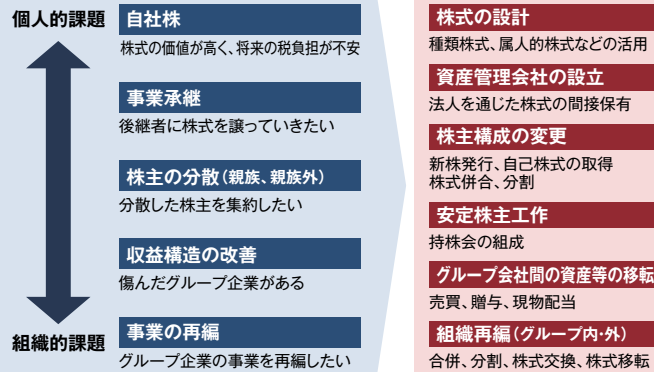 個人的課題
自社株
株式の価値が高く、将来の税負担が不安
事業承継
後継者に株式を譲っていきたい
株主の分散(親族、親族外)
分散した株主を集約したい
収益構造の改善
傷んだグループ企業がある
組織的課題
事業の再編
グループ企業の事業を再編したい
株式の設計
種類株式、属人的株式などの活用
資産管理会社の設立
法人を通じた株式の間接保有
株主構成の変更
新株発行、自己株式の取得
株式併合、分割
安定株主工作
持株会の組成
グループ会社間の資産等の移転
売買、贈与、現物配当
組織再編(グループ内・外)
合併、分割、株式交換、株式移転